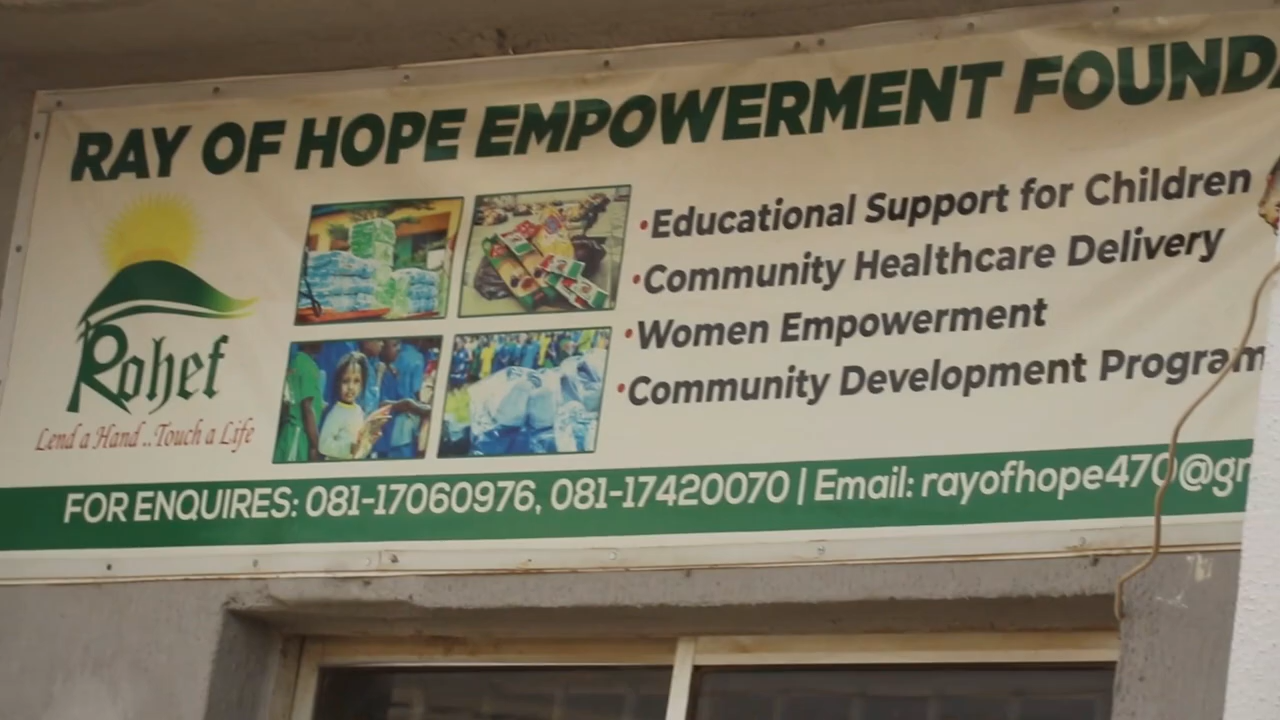 RAY OF HOPE EMPOWERMENT FOUNDA
Rohef
Lend a Hand..Touch a Life
•Educational Support for Children
•Community Healthcare Delivery
•Women Empowerment
•Community Development Program
FOR ENQUIRES: 081-17060976, 081-17420070 | Email: rayofhope470@gm